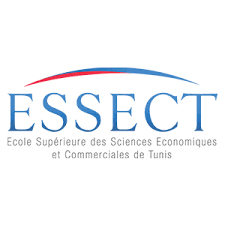 ESSECT
Ecole Supérieure des Sciences Economiques
et Commerciales de Tunis